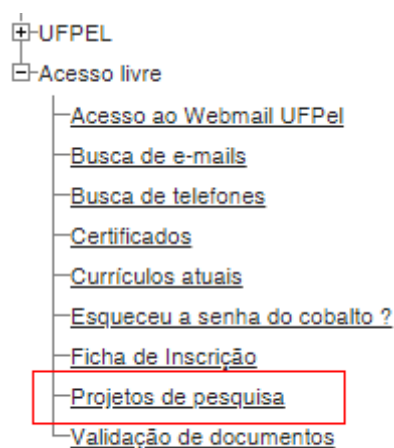 UFPEL
Acesso livre
Acesso ao Webmail UFPel
Busca de e-mails
Busca de telefones
Certificados
Currículos atuais
Esqueceu a senha do cobalto ?
Ficha de Inscrição
Projetos de pesquisa
Validação de documentos